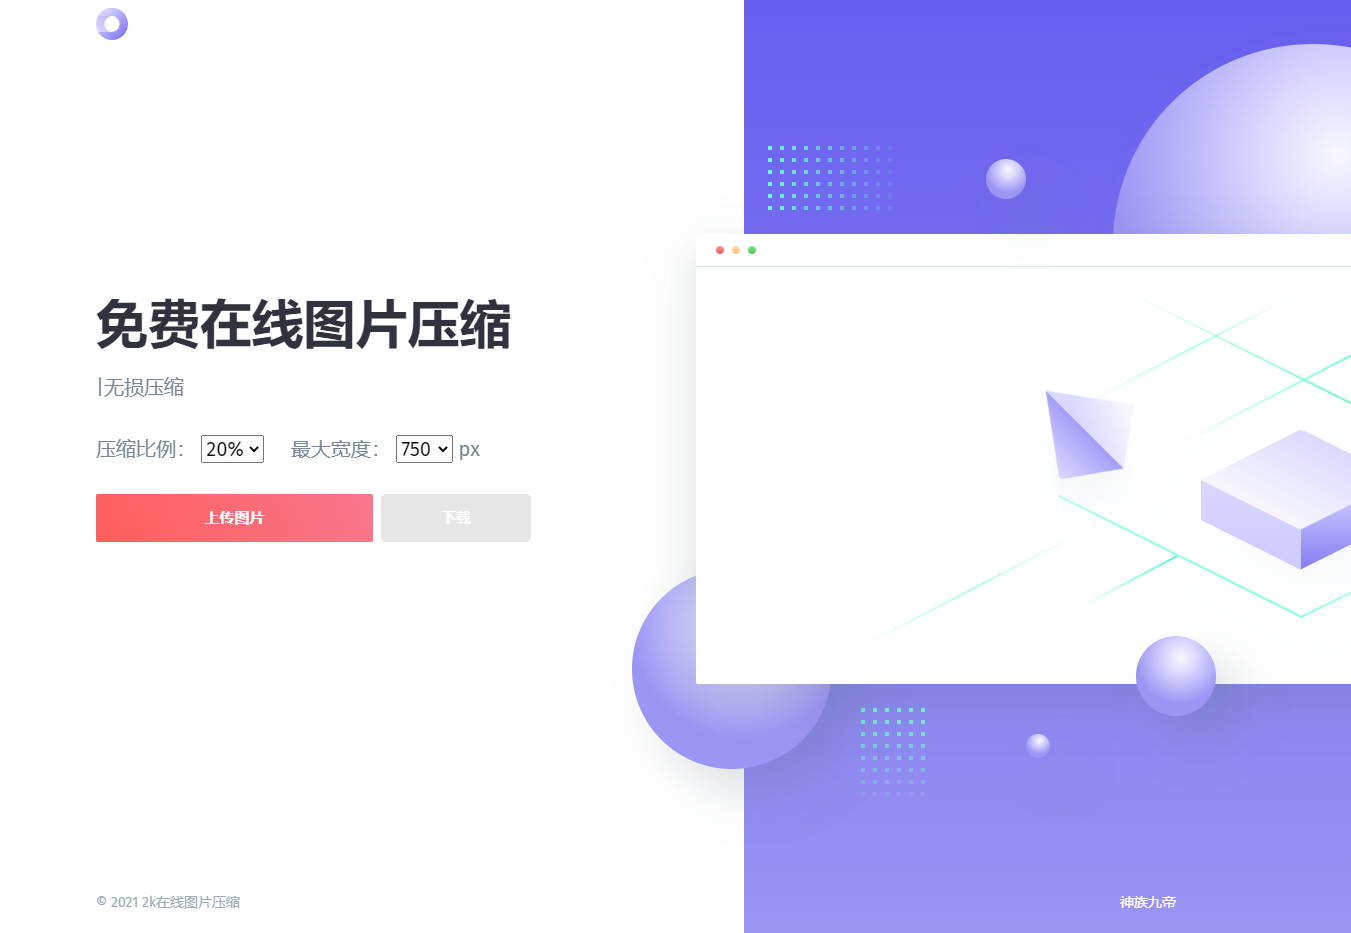 免费在线图片压缩
|无损压缩
压缩比例： 20% 最大宽度： 750 px
上传图片 下载
© 2021 2k在线图片压缩 神族九帝